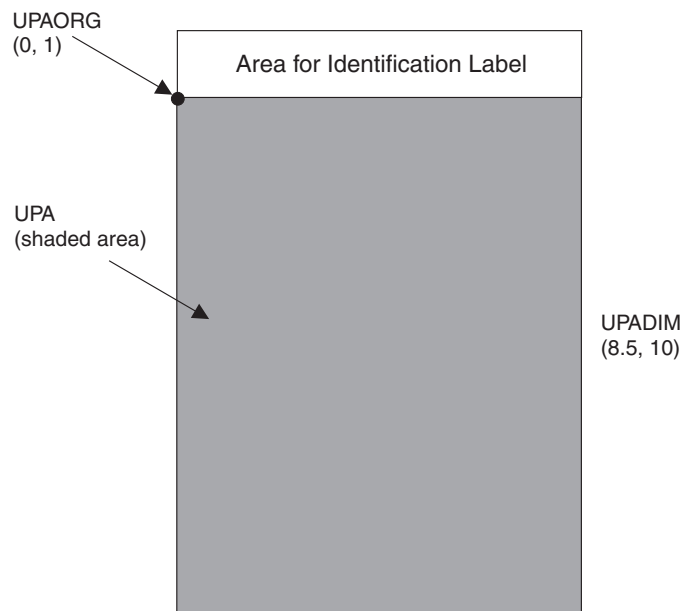 UPAORG
(0, 1)
Area for Identification Label
UPA
(shaded area)
UPADIM
(8.5, 10)